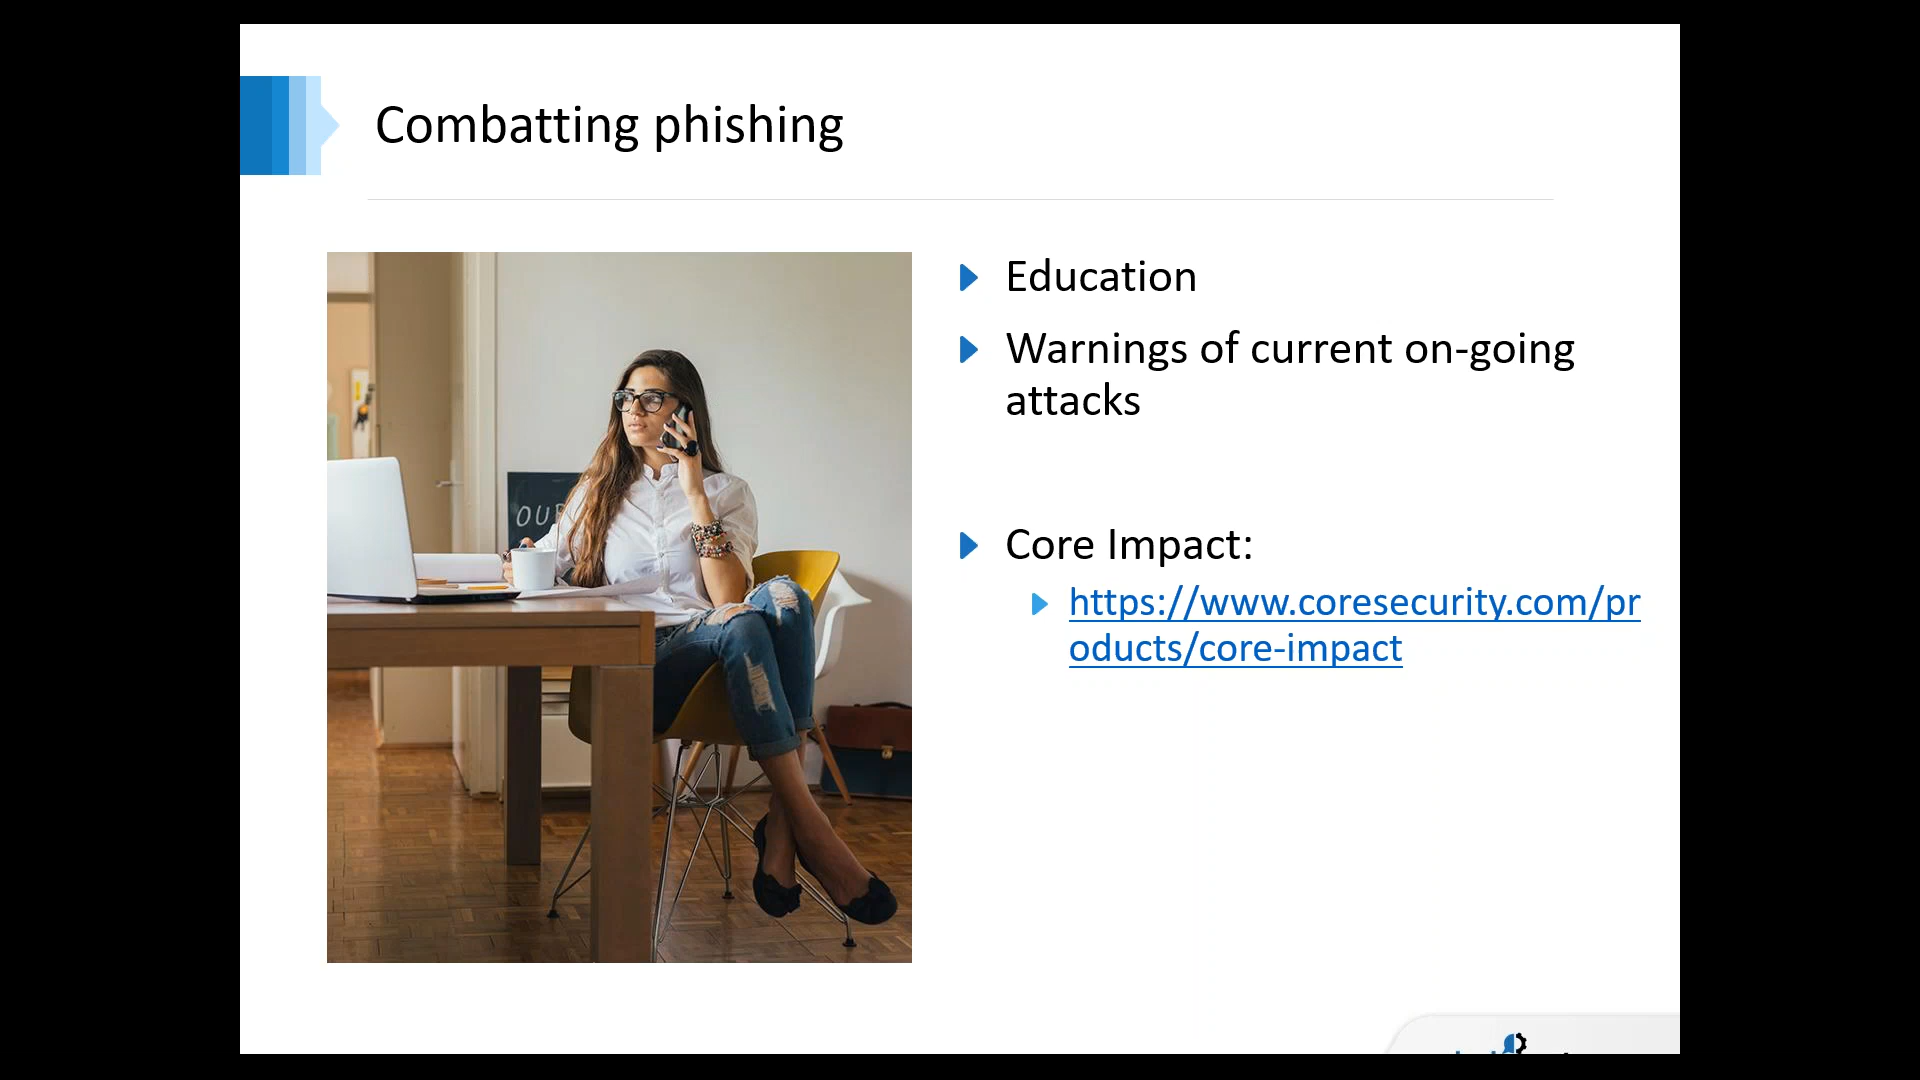 Combatting phishing
Education
Warnings of current on-going
attacks
Core Impact:
https://www.coresecurity.com/pr
oducts/core-impact